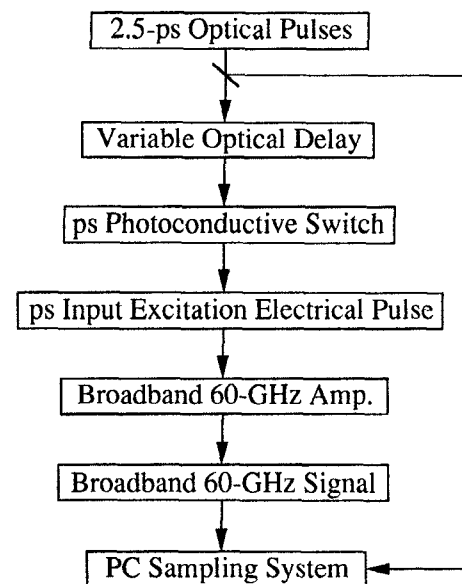 2.5-ps Optical Pulses
Variable Optical Delay
ps Photoconductive Switch
ps Input Excitation Electrical Pulse
Broadband 60-GHz Amp.
Broadband 60-GHz Signal
PC Sampling System